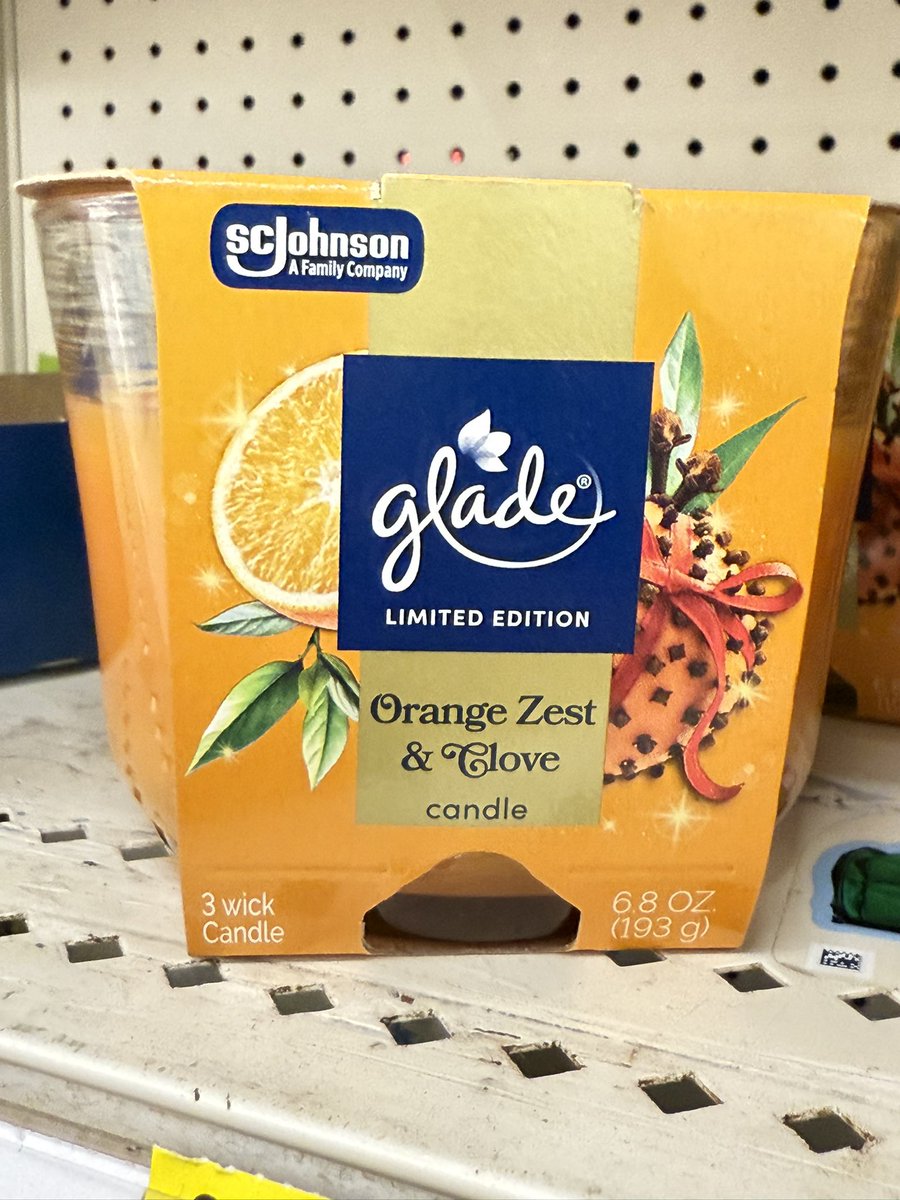 scJohnson
A Family Company
glade®
LIMITED EDITION
Orange Zest
& Clove
candle
3 wick
Candle
6.8 OZ.
(193 g)